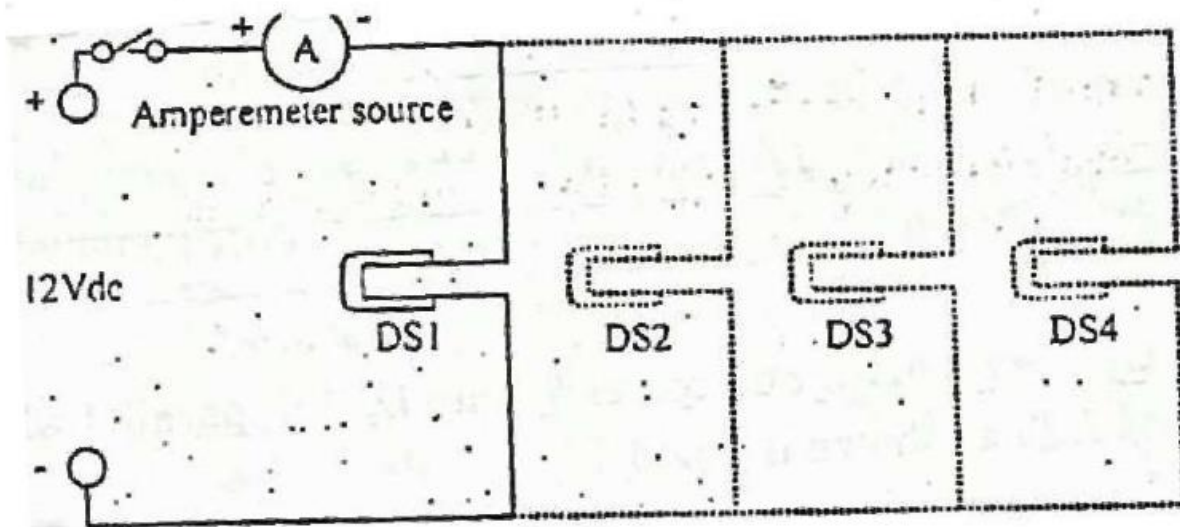 + A -
+ Amperemeter source
12Vdc
DS1 DS2 DS3 DS4
-